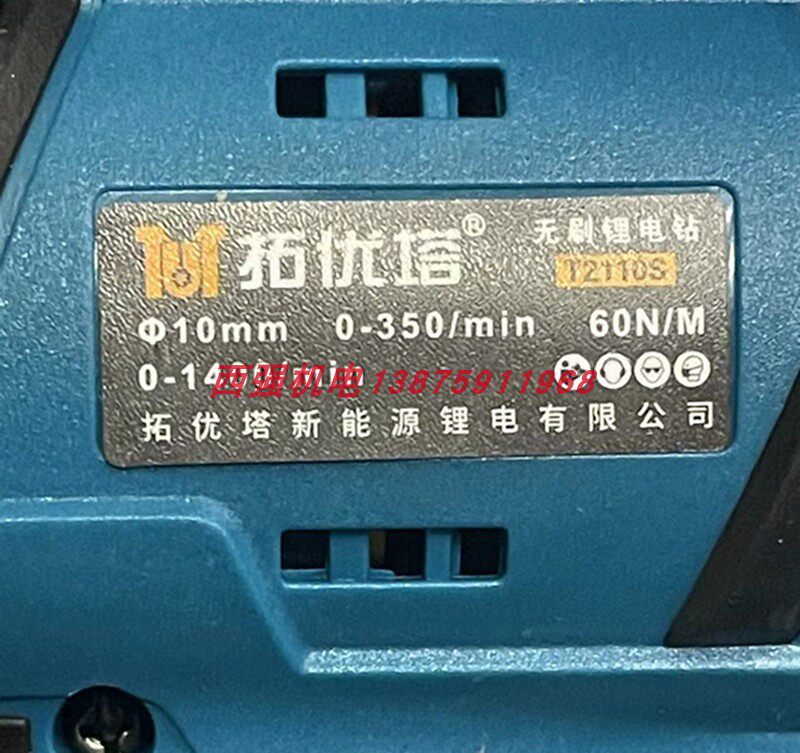 拓优塔® 无刷锂电钻
T2110S
Φ10mm 0-350/min 60N/M
西强机电 13875911988
拓优塔新能源锂电有限公司